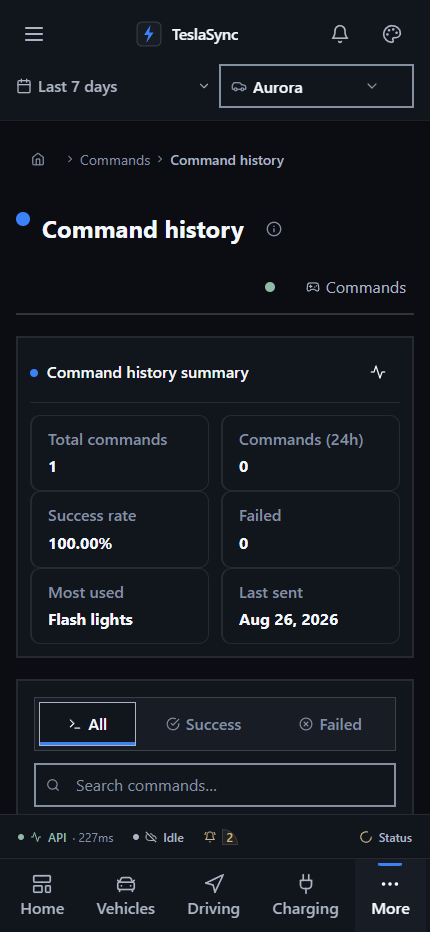 TeslaSync
Last 7 days
Aurora
Commands
Command history
Command history
Commands
Command history summary
Total commands
1
Commands (24h)
0
Success rate
100.00%
Failed
0
Most used
Flash lights
Last sent
Aug 26, 2026
All
Success
Failed
Search commands...
API · 227ms
Idle
2
Status
Home
Vehicles
Driving
Charging
More